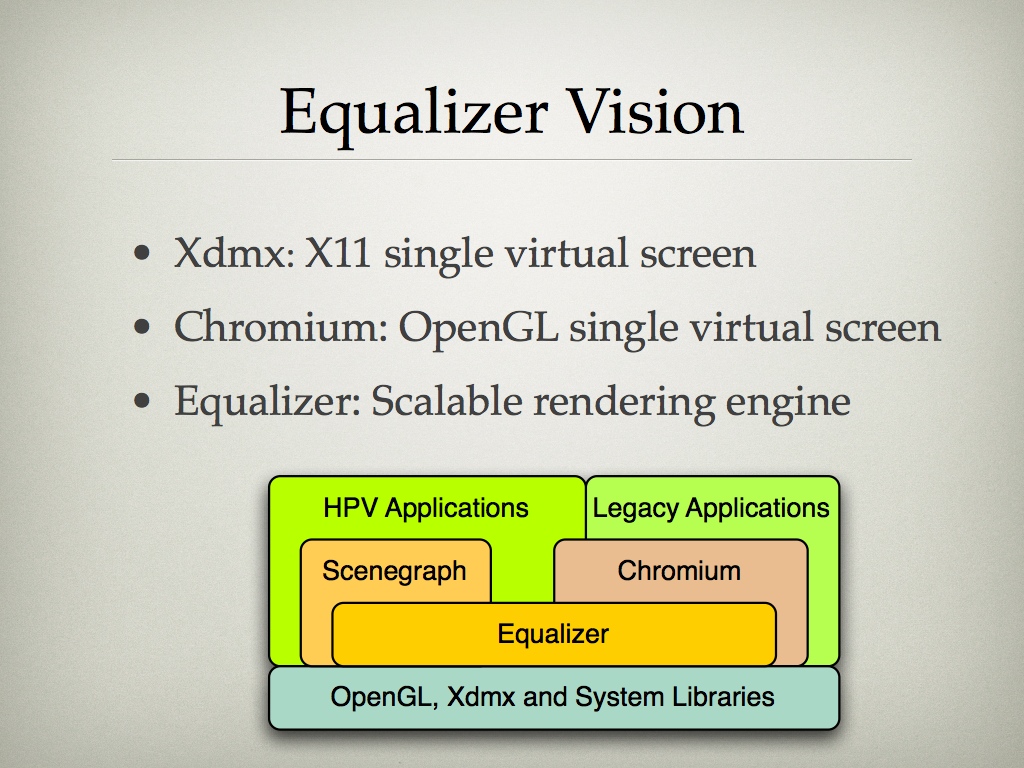 Equalizer Vision
• Xdmx: X11 single virtual screen
• Chromium: OpenGL single virtual screen
• Equalizer: Scalable rendering engine
HPV Applications
Legacy Applications
Scenegraph
Chromium
Equalizer
OpenGL, Xdmx and System Libraries